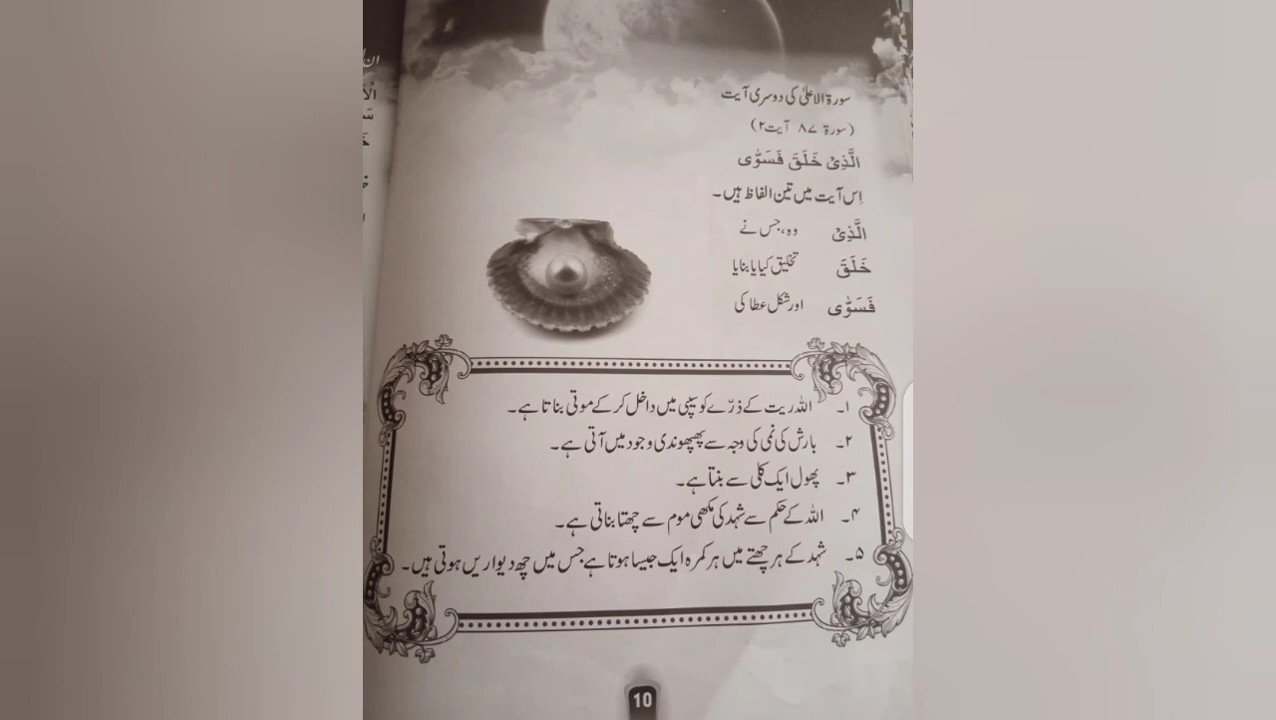 سورۃ الاعلیٰ کی دوسری آیت
(سورۃ ۸۷ آیت ۲)
الَّذِیْ خَلَقَ فَسَوّٰی
اِس آیت میں تین الفاظ ہیں۔
الَّذِیْ وہ، جس نے
خَلَقَ تخلیق کیا یا بنایا
فَسَوّٰی اور شکل عطا کی
۱۔ اللہ ریت کے ذرّے کو سیپی میں داخل کر کے موتی بناتا ہے۔
۲۔ بارش کی نمی کی وجہ سے پھپھوندی وجود میں آتی ہے۔
۳۔ پھول ایک کلی سے بنتا ہے۔
۴۔ اللہ کے حکم سے شہد کی مکھی موم سے چھتا بناتی ہے۔
۵۔ شہد کے ہر چھتے میں ہر کمرہ ایک جیسا ہوتا ہے جس میں چھ دیواریں ہوتی ہیں۔
10